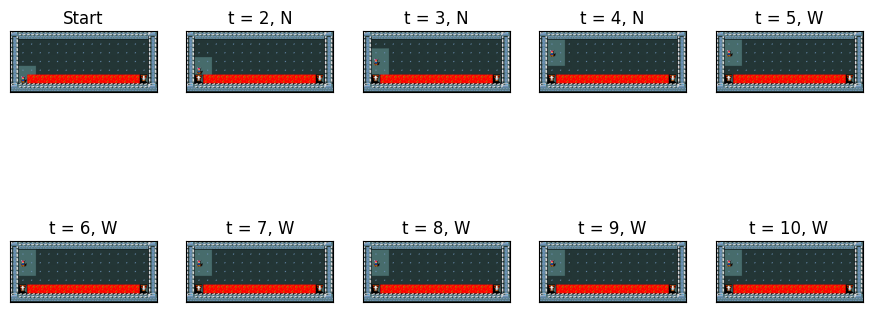 Start
t = 2, N
t = 3, N
t = 4, N
t = 5, W
t = 6, W
t = 7, W
t = 8, W
t = 9, W
t = 10, W